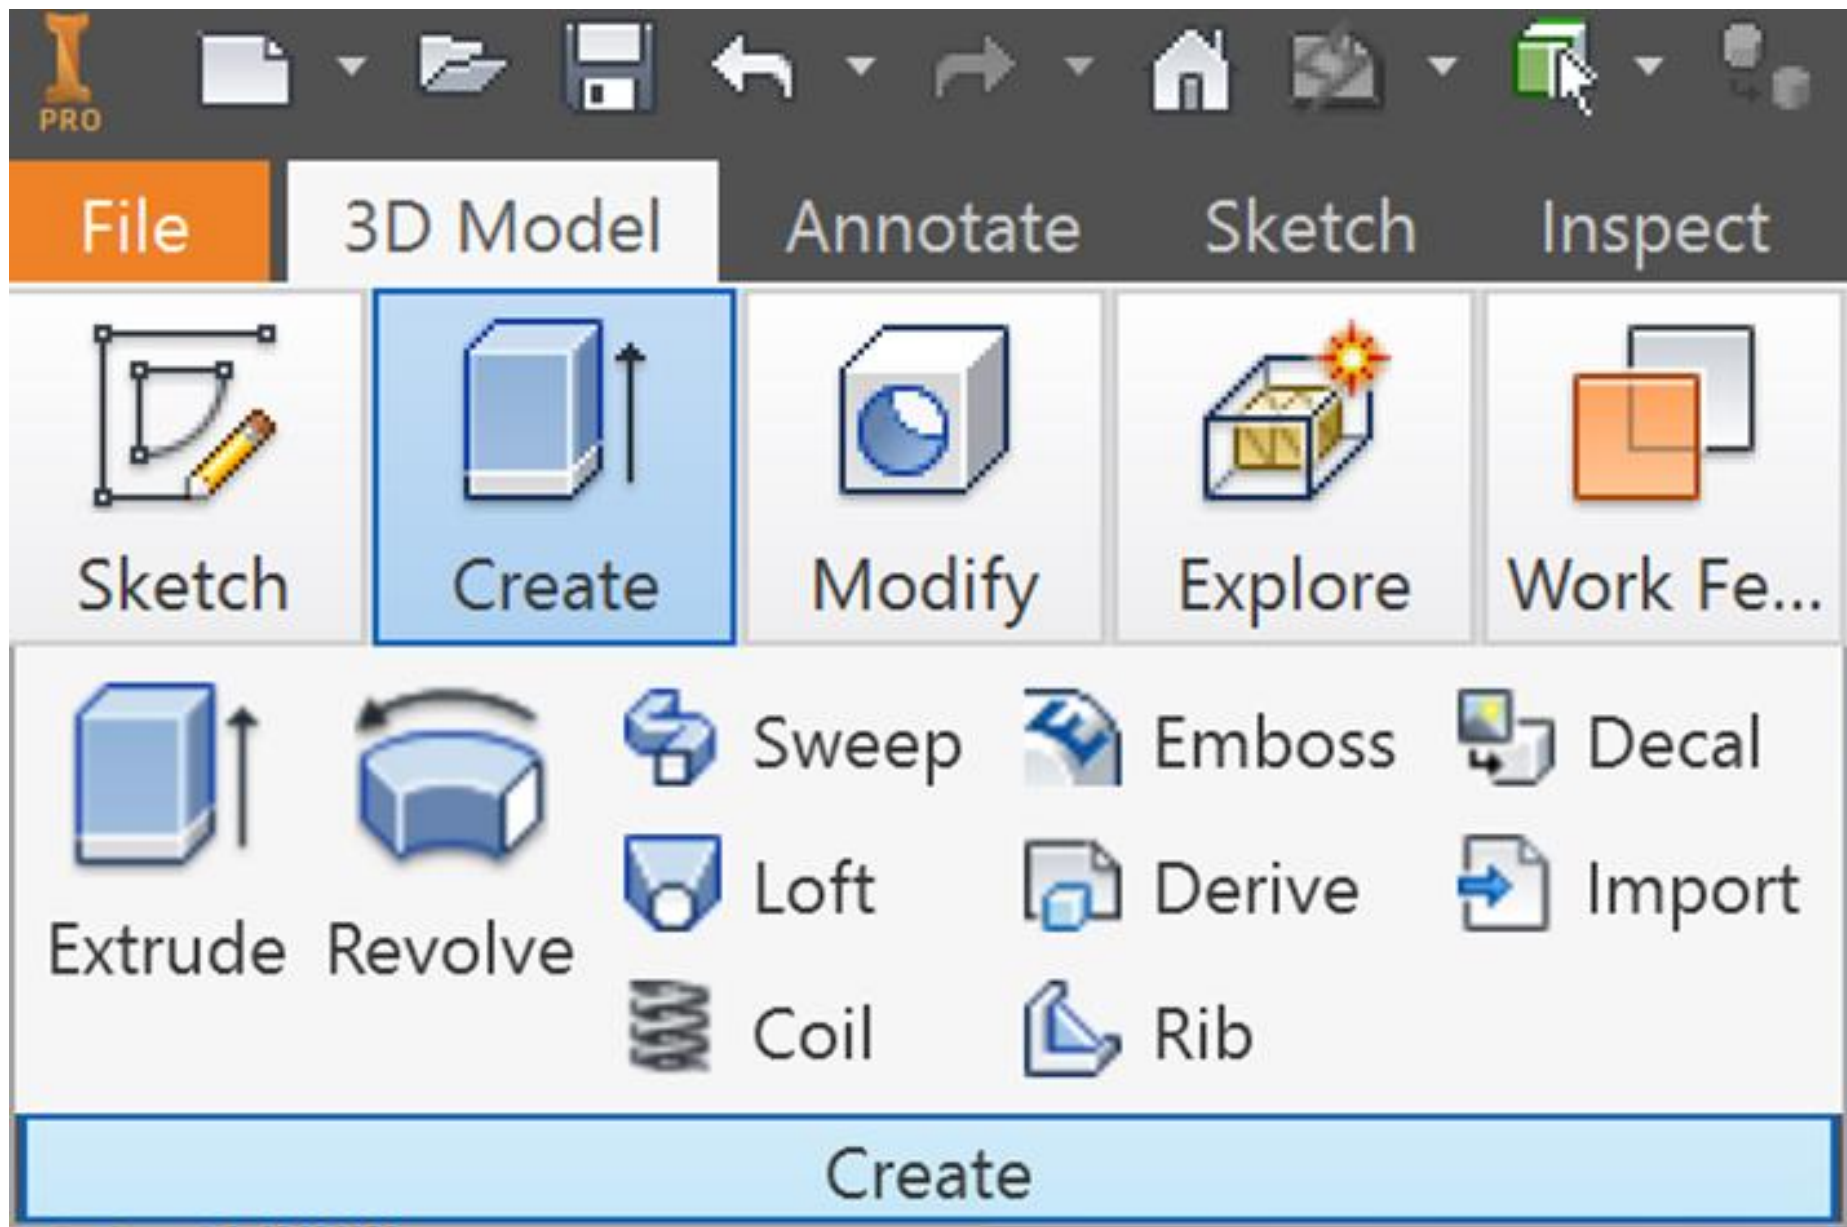 PRO
File 3D Model Annotate Sketch Inspect
Sketch Create Modify Explore Work Fe...
Sweep Emboss Decal
Loft Derive Import
Extrude Revolve
Coil Rib
Create